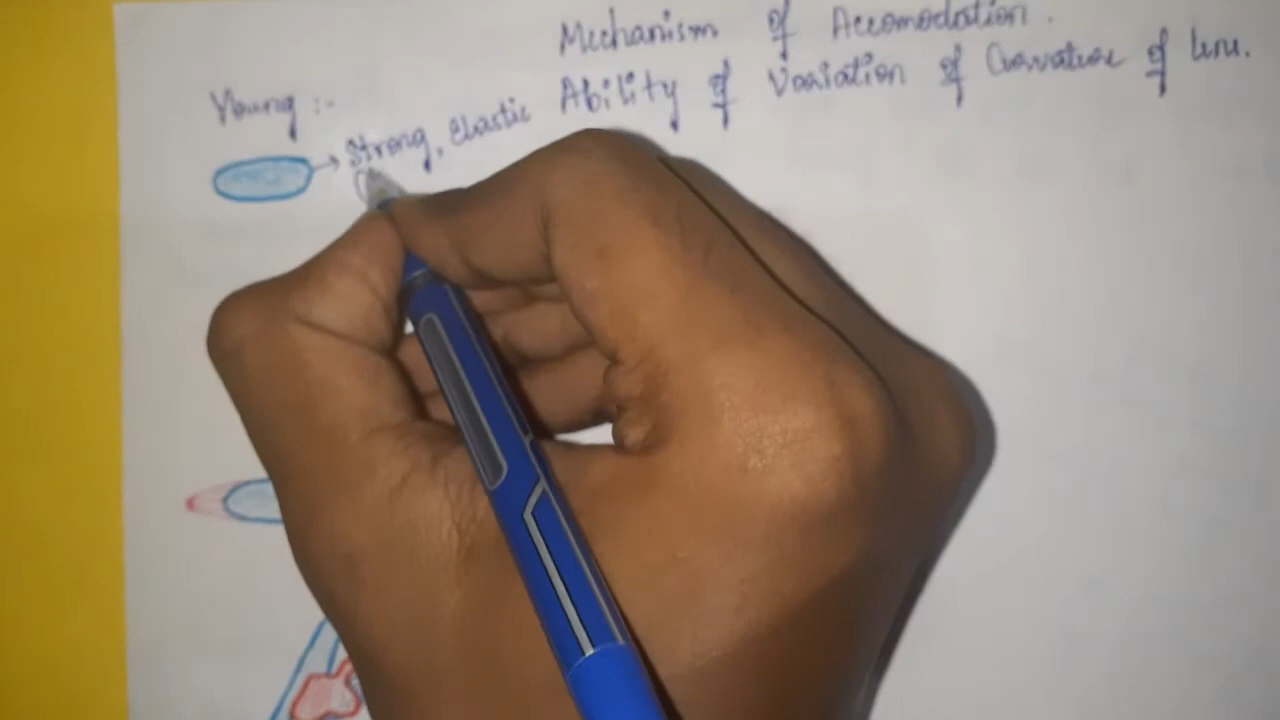 Mechanism of Accomodation.
Ability of Variation of Curvature of lens.
Young :-
→ Strong, elastic